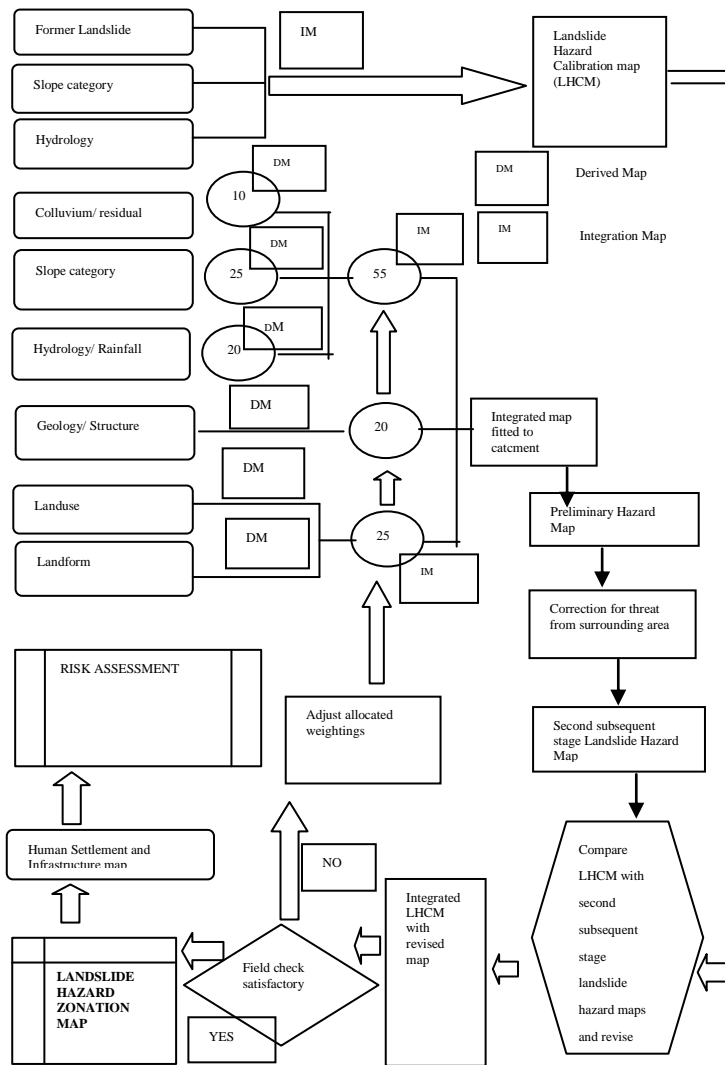 Former Landslide
IM
Landslide
Hazard
Calibration map
(LHCM)
Slope category
Hydrology
DM
10
Colluvium/ residual
DM
Derived Map
DM
25
Slope category
IM
55
IM
Integration Map
DM
20
Hydrology/ Rainfall
DM
Geology/ Structure
20
Integrated map
fitted to
catcment
DM
Landuse
DM
Landform
25
IM
Preliminary Hazard
Map
Correction for threat
from surrounding area
Second subsequent
stage Landslide Hazard
Map
RISK ASSESSMENT
Adjust allocated
weightings
Human Settlement and
Infrastructure map
NO
Compare
LHCM with
second
subsequent
stage
landslide
hazard maps
and revise
Integrated
LHCM
with
revised
map
Field check
satisfactory
YES
LANDSLIDE
HAZARD
ZONATION
MAP